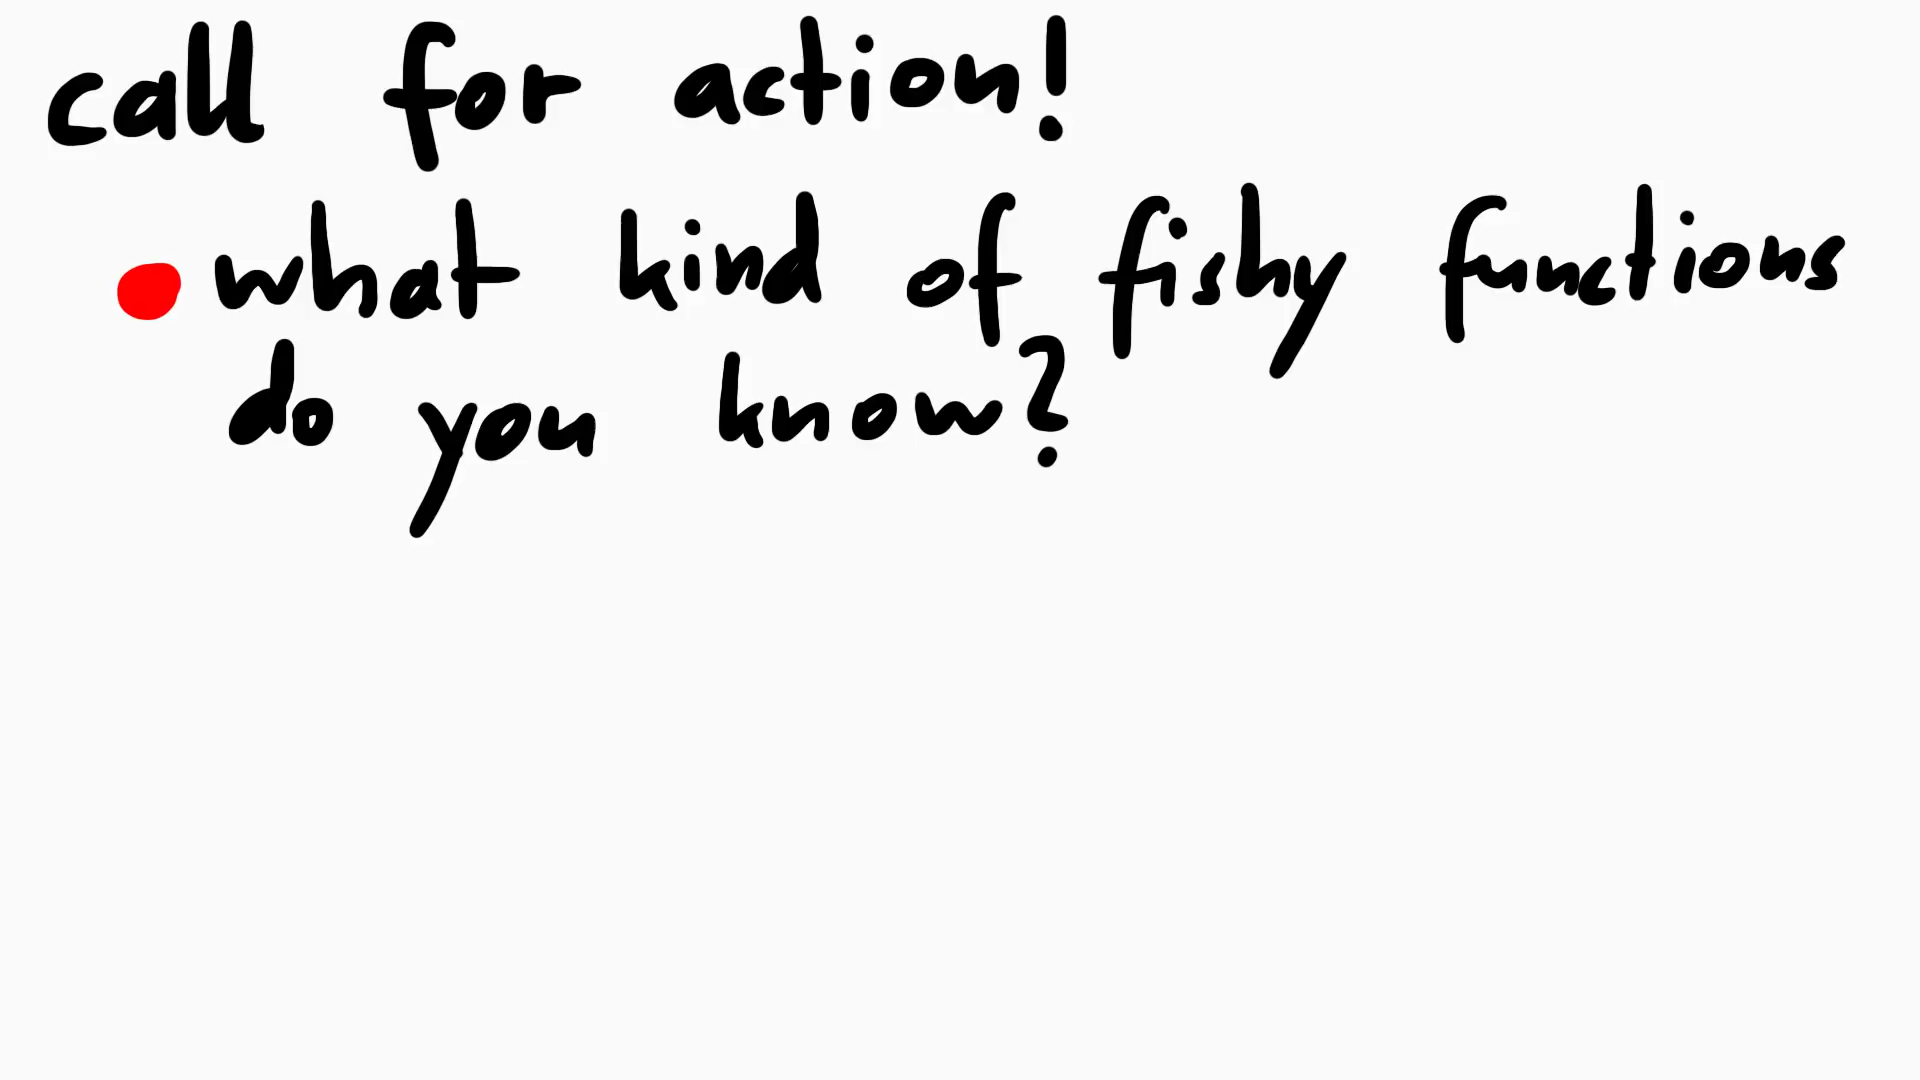 call for action!
what kind of fishy functions
do you know?